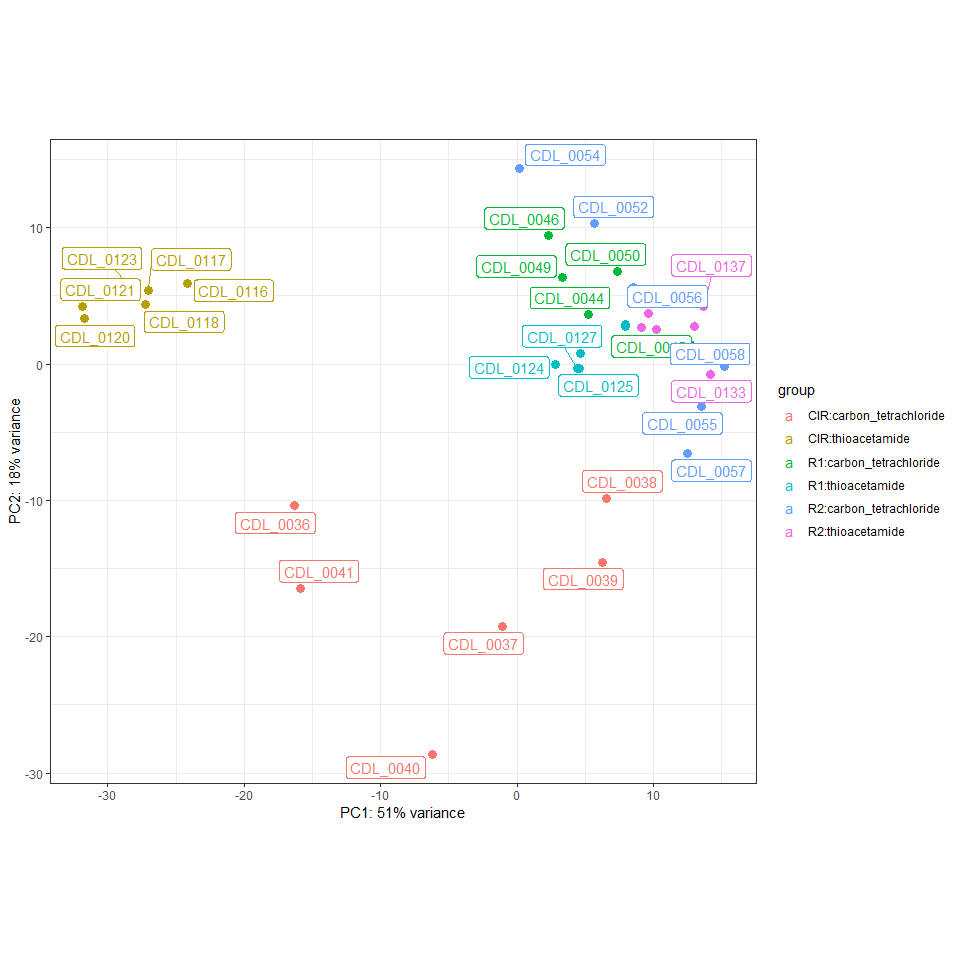 CDL_0054
CDL_0052
CDL_0046
CDL_0050
CDL_0123
CDL_0117
CDL_0049
CDL_0137
CDL_0121
CDL_0116
CDL_0044
CDL_0056
CDL_0118
CDL_0120
CDL_0127
CDL_0058
CDL_0124
CDL_0125
CDL_0133
CDL_0055
CDL_0057
CDL_0038
CDL_0036
CDL_0041
CDL_0039
CDL_0037
CDL_0040
10
0
-10
-20
-30
-30
-20
-10
0
10
PC1: 51% variance
PC2: 18% variance
group
a CIR:carbon_tetrachloride
a CIR:thioacetamide
a R1:carbon_tetrachloride
a R1:thioacetamide
a R2:carbon_tetrachloride
a R2:thioacetamide